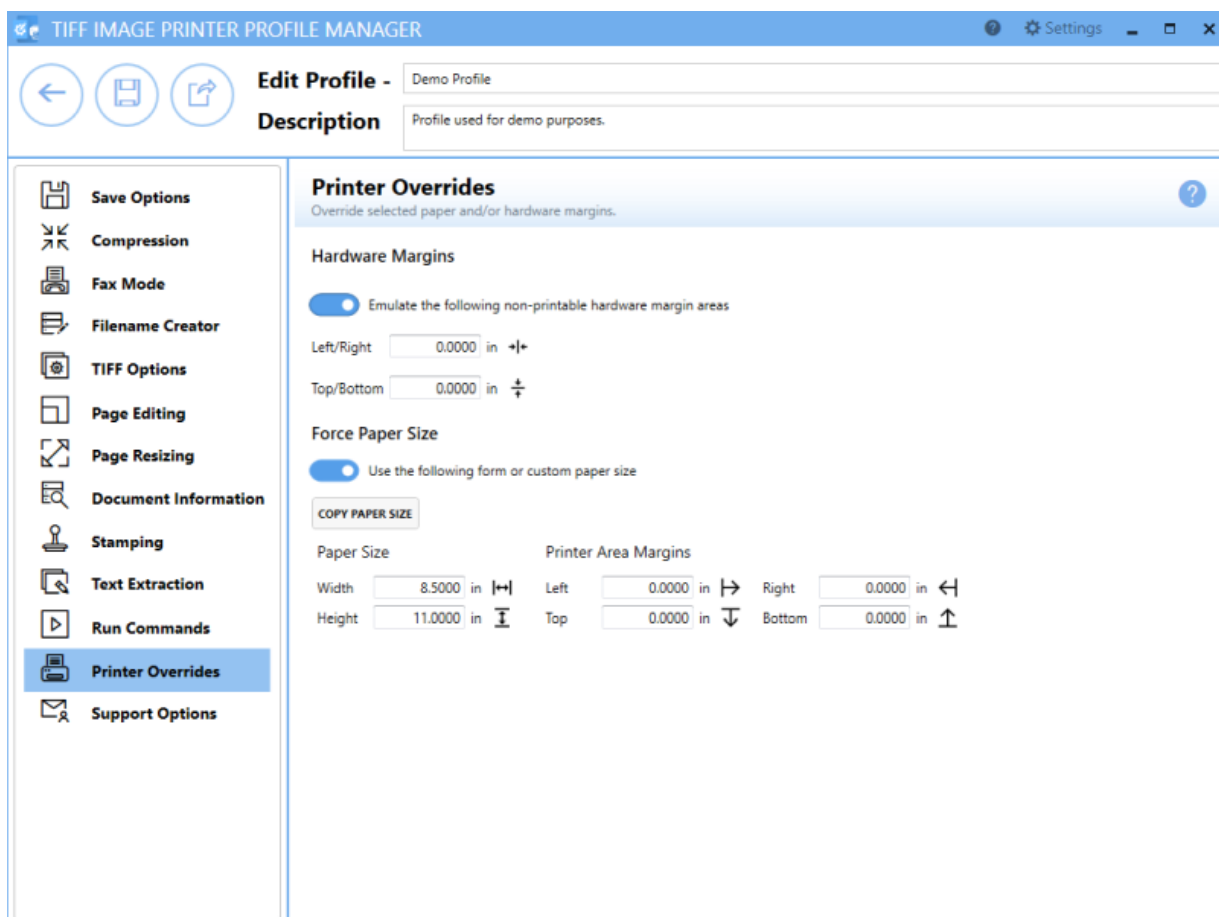 TIFF IMAGE PRINTER PROFILE MANAGER
? Settings
Edit Profile - Demo Profile
Description Profile used for demo purposes.
Save Options
Compression
Fax Mode
Filename Creator
TIFF Options
Page Editing
Page Resizing
Document Information
Stamping
Text Extraction
Run Commands
Printer Overrides
Support Options
Printer Overrides
?
Override selected paper and/or hardware margins.
Hardware Margins
Emulate the following non-printable hardware margin areas
Left/Right 0.0000 in
Top/Bottom 0.0000 in
Force Paper Size
Use the following form or custom paper size
COPY PAPER SIZE
Paper Size Printer Area Margins
Width 8.5000 in Left 0.0000 in Right 0.0000 in
Height 11.0000 in Top 0.0000 in Bottom 0.0000 in